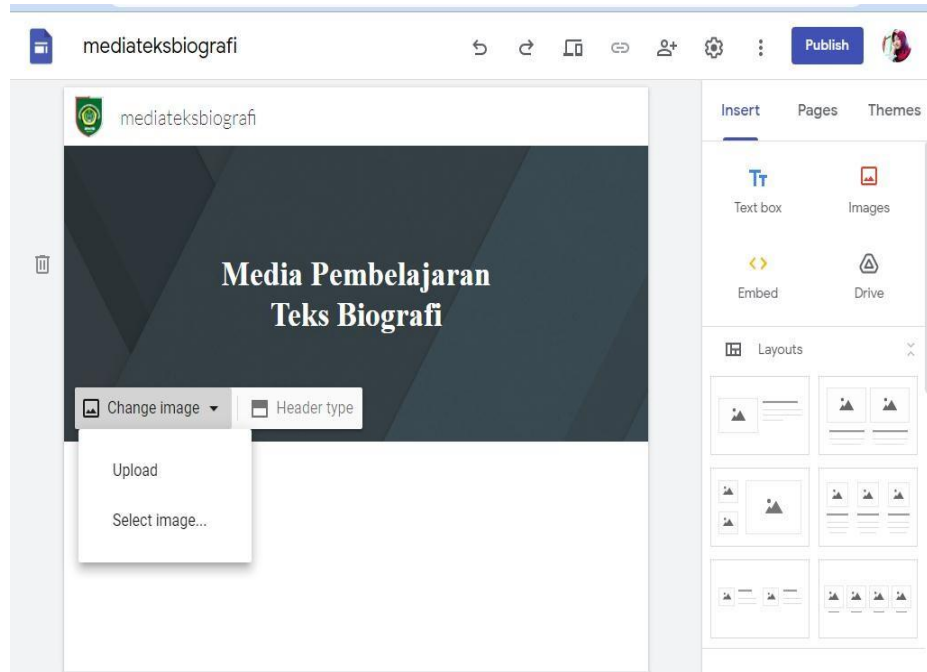 mediateksbiografi
Publish
mediateksbiografi
Media Pembelajaran
Teks Biografi
Change image
Header type
Upload
Select image...
Insert
Pages
Themes
Text box
Images
Embed
Drive
Layouts